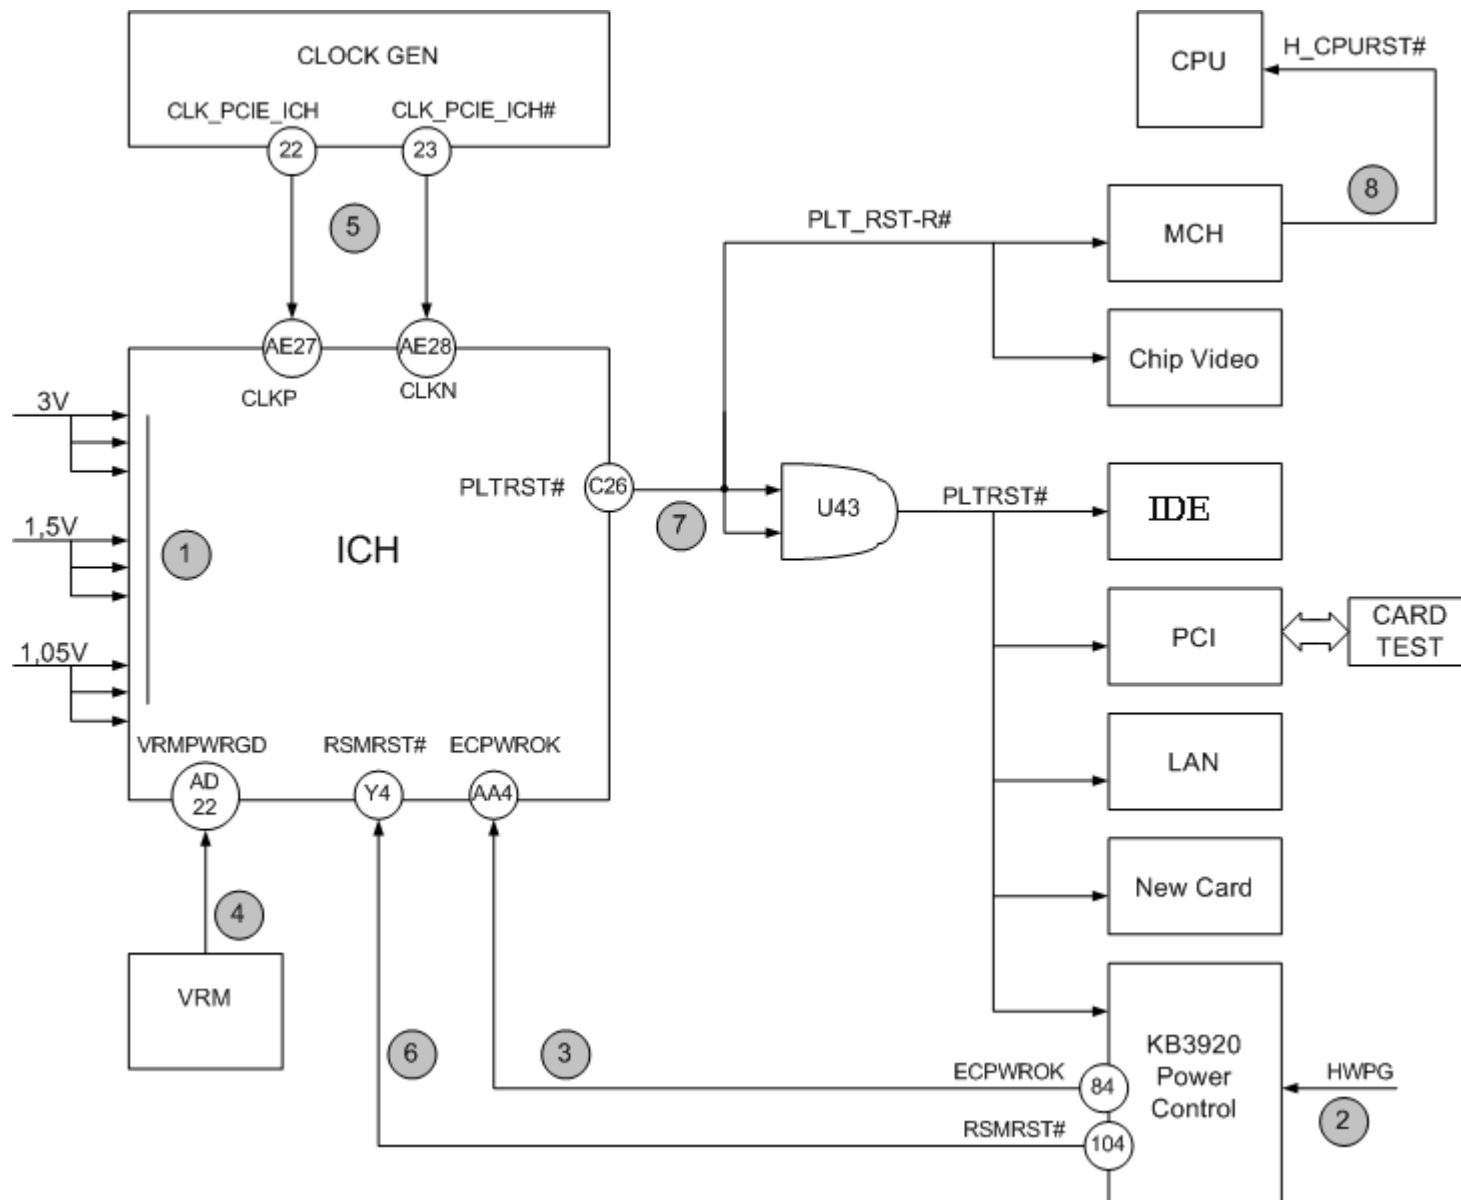 CLOCK GEN
CLK_PCIE_ICH
CLK_PCIE_ICH#
22
23
5
CPU
H_CPURST#
8
PLT_RST-R#
MCH
Chip Video
AE27
AE28
CLKP
CLKN
3V
1,5V
1,05V
1
ICH
PLTRST#
C26
7
U43
PLTRST#
IDE
PCI
CARD
TEST
LAN
New Card
VRMPWRGD
RSMRST#
ECPWROK
AD
22
Y4
AA4
4
VRM
6
3
ECPWROK
84
RSMRST#
104
KB3920
Power
Control
HWPG
2